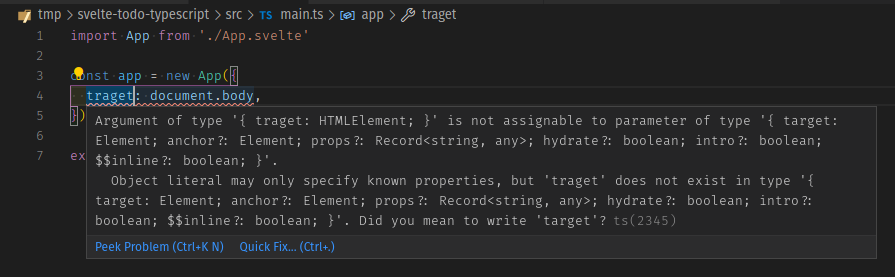 tmp > svelte-todo-typescript > src > TS main.ts > app > traget
1 import App from './App.svelte'
2
3 const app = new App({
4 traget: document.body,
5 })
Argument of type '{ traget: HTMLElement; }' is not assignable to parameter of type '{ target:
Element; anchor?: Element; props?: Record<string, any>; hydrate?: boolean; intro?: boolean;
$$inline?: boolean; }'.
Object literal may only specify known properties, but 'traget' does not exist in type '{
target: Element; anchor?: Element; props?: Record<string, any>; hydrate?: boolean; intro?:
boolean; $$inline?: boolean; }'. Did you mean to write 'target'? ts(2345)
Peek Problem (Ctrl+K N) Quick Fix... (Ctrl+.)
6
7 ex